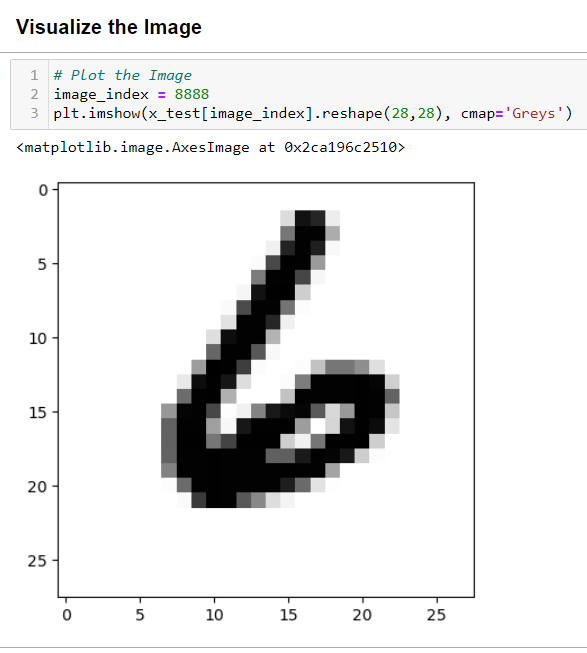 Visualize the Image
1 # Plot the Image
2 image_index = 8888
3 plt.imshow(x_test[image_index].reshape(28,28), cmap='Greys')
<matplotlib.image.AxesImage at 0x2ca196c2510>
0
5
10
15
20
25
6
0 5 10 15 20 25